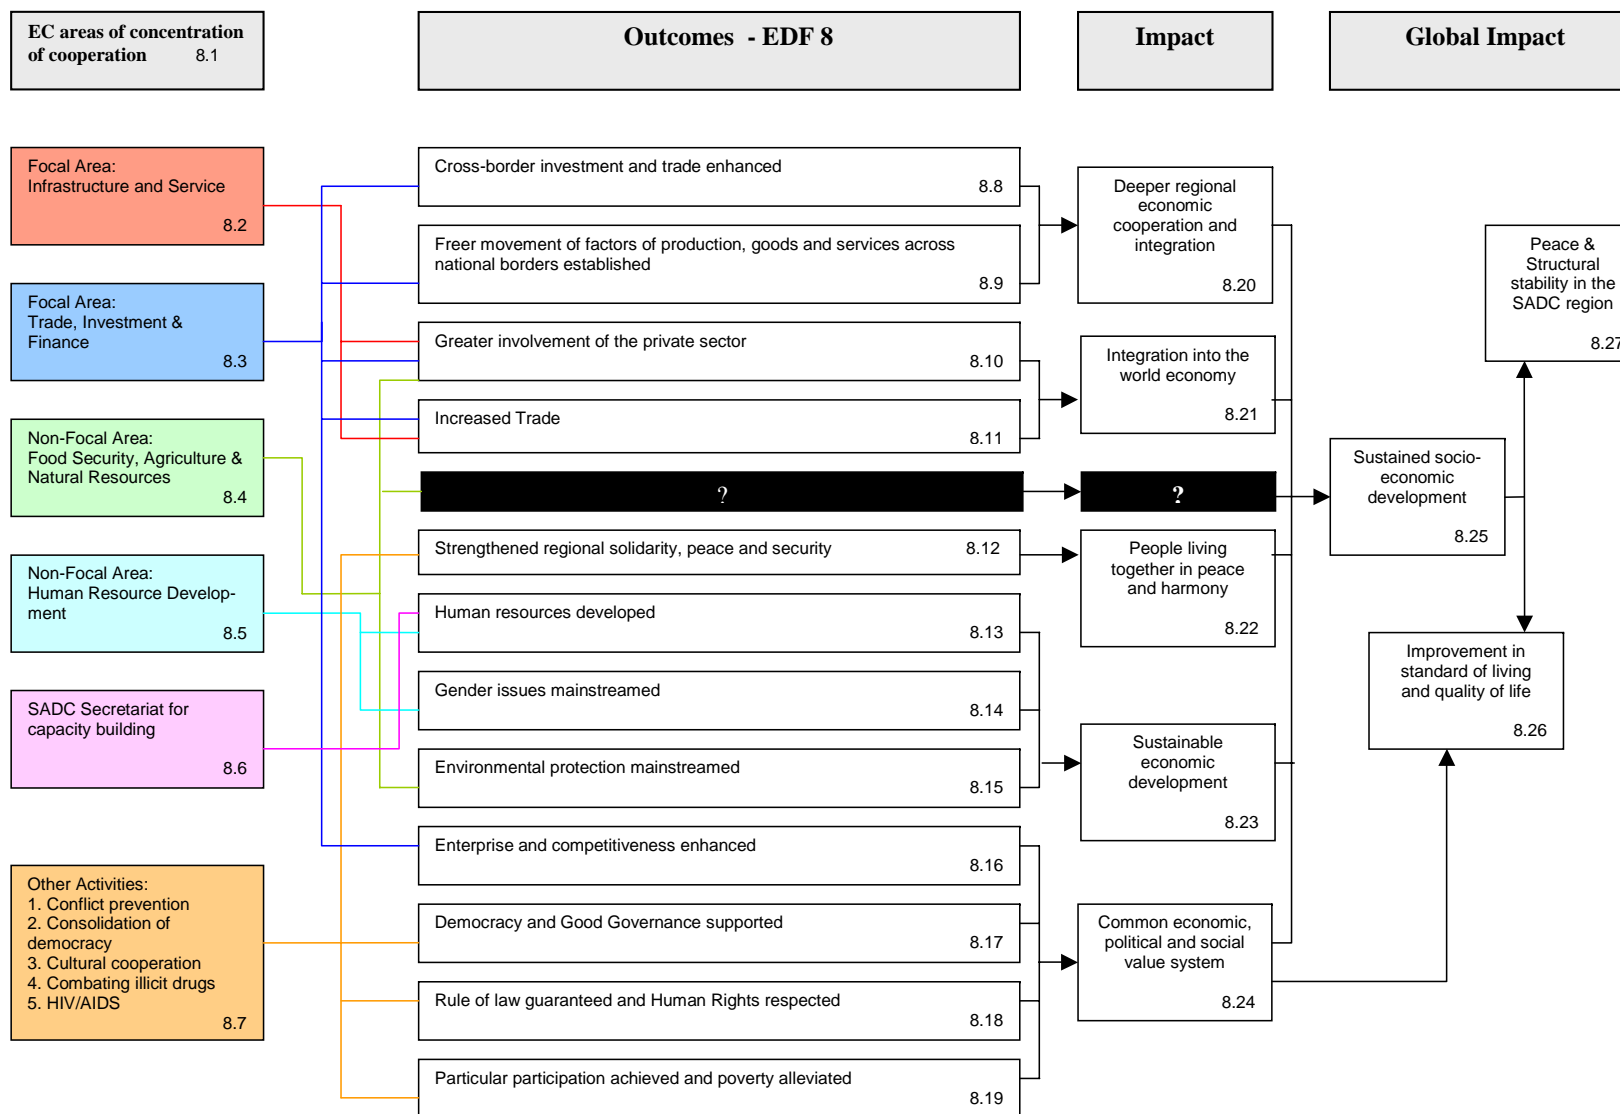 EC areas of concentration
of cooperation 8.1
Outcomes - EDF 8
Impact
Global Impact
Focal Area:
Infrastructure and Service
8.2
Focal Area:
Trade, Investment &
Finance
8.3
Non-Focal Area:
Food Security, Agriculture &
Natural Resources
8.4
Non-Focal Area:
Human Resource Develop-
ment
8.5
SADC Secretariat for
capacity building
8.6
Other Activities:
1. Conflict prevention
2. Consolidation of
democracy
3. Cultural cooperation
4. Combating illicit drugs
5. HIV/AIDS
8.7
Cross-border investment and trade enhanced
8.8
Freer movement of factors of production, goods and services across
national borders established
8.9
Greater involvement of the private sector
8.10
Increased Trade
8.11
?
Strengthened regional solidarity, peace and security 8.12
Human resources developed
8.13
Gender issues mainstreamed
8.14
Environmental protection mainstreamed
8.15
Enterprise and competitiveness enhanced
8.16
Democracy and Good Governance supported
8.17
Rule of law guaranteed and Human Rights respected
8.18
Particular participation achieved and poverty alleviated
8.19
Deeper regional
economic
cooperation and
integration
8.20
Integration into the
world economy
8.21
?
People living
together in peace
and harmony
8.22
Sustainable
economic
development
8.23
Common economic,
political and social
value system
8.24
Sustained socio-
economic
development
8.25
Peace &
Structural
stability in the
SADC region
8.27
Improvement in
standard of living
and quality of life
8.26